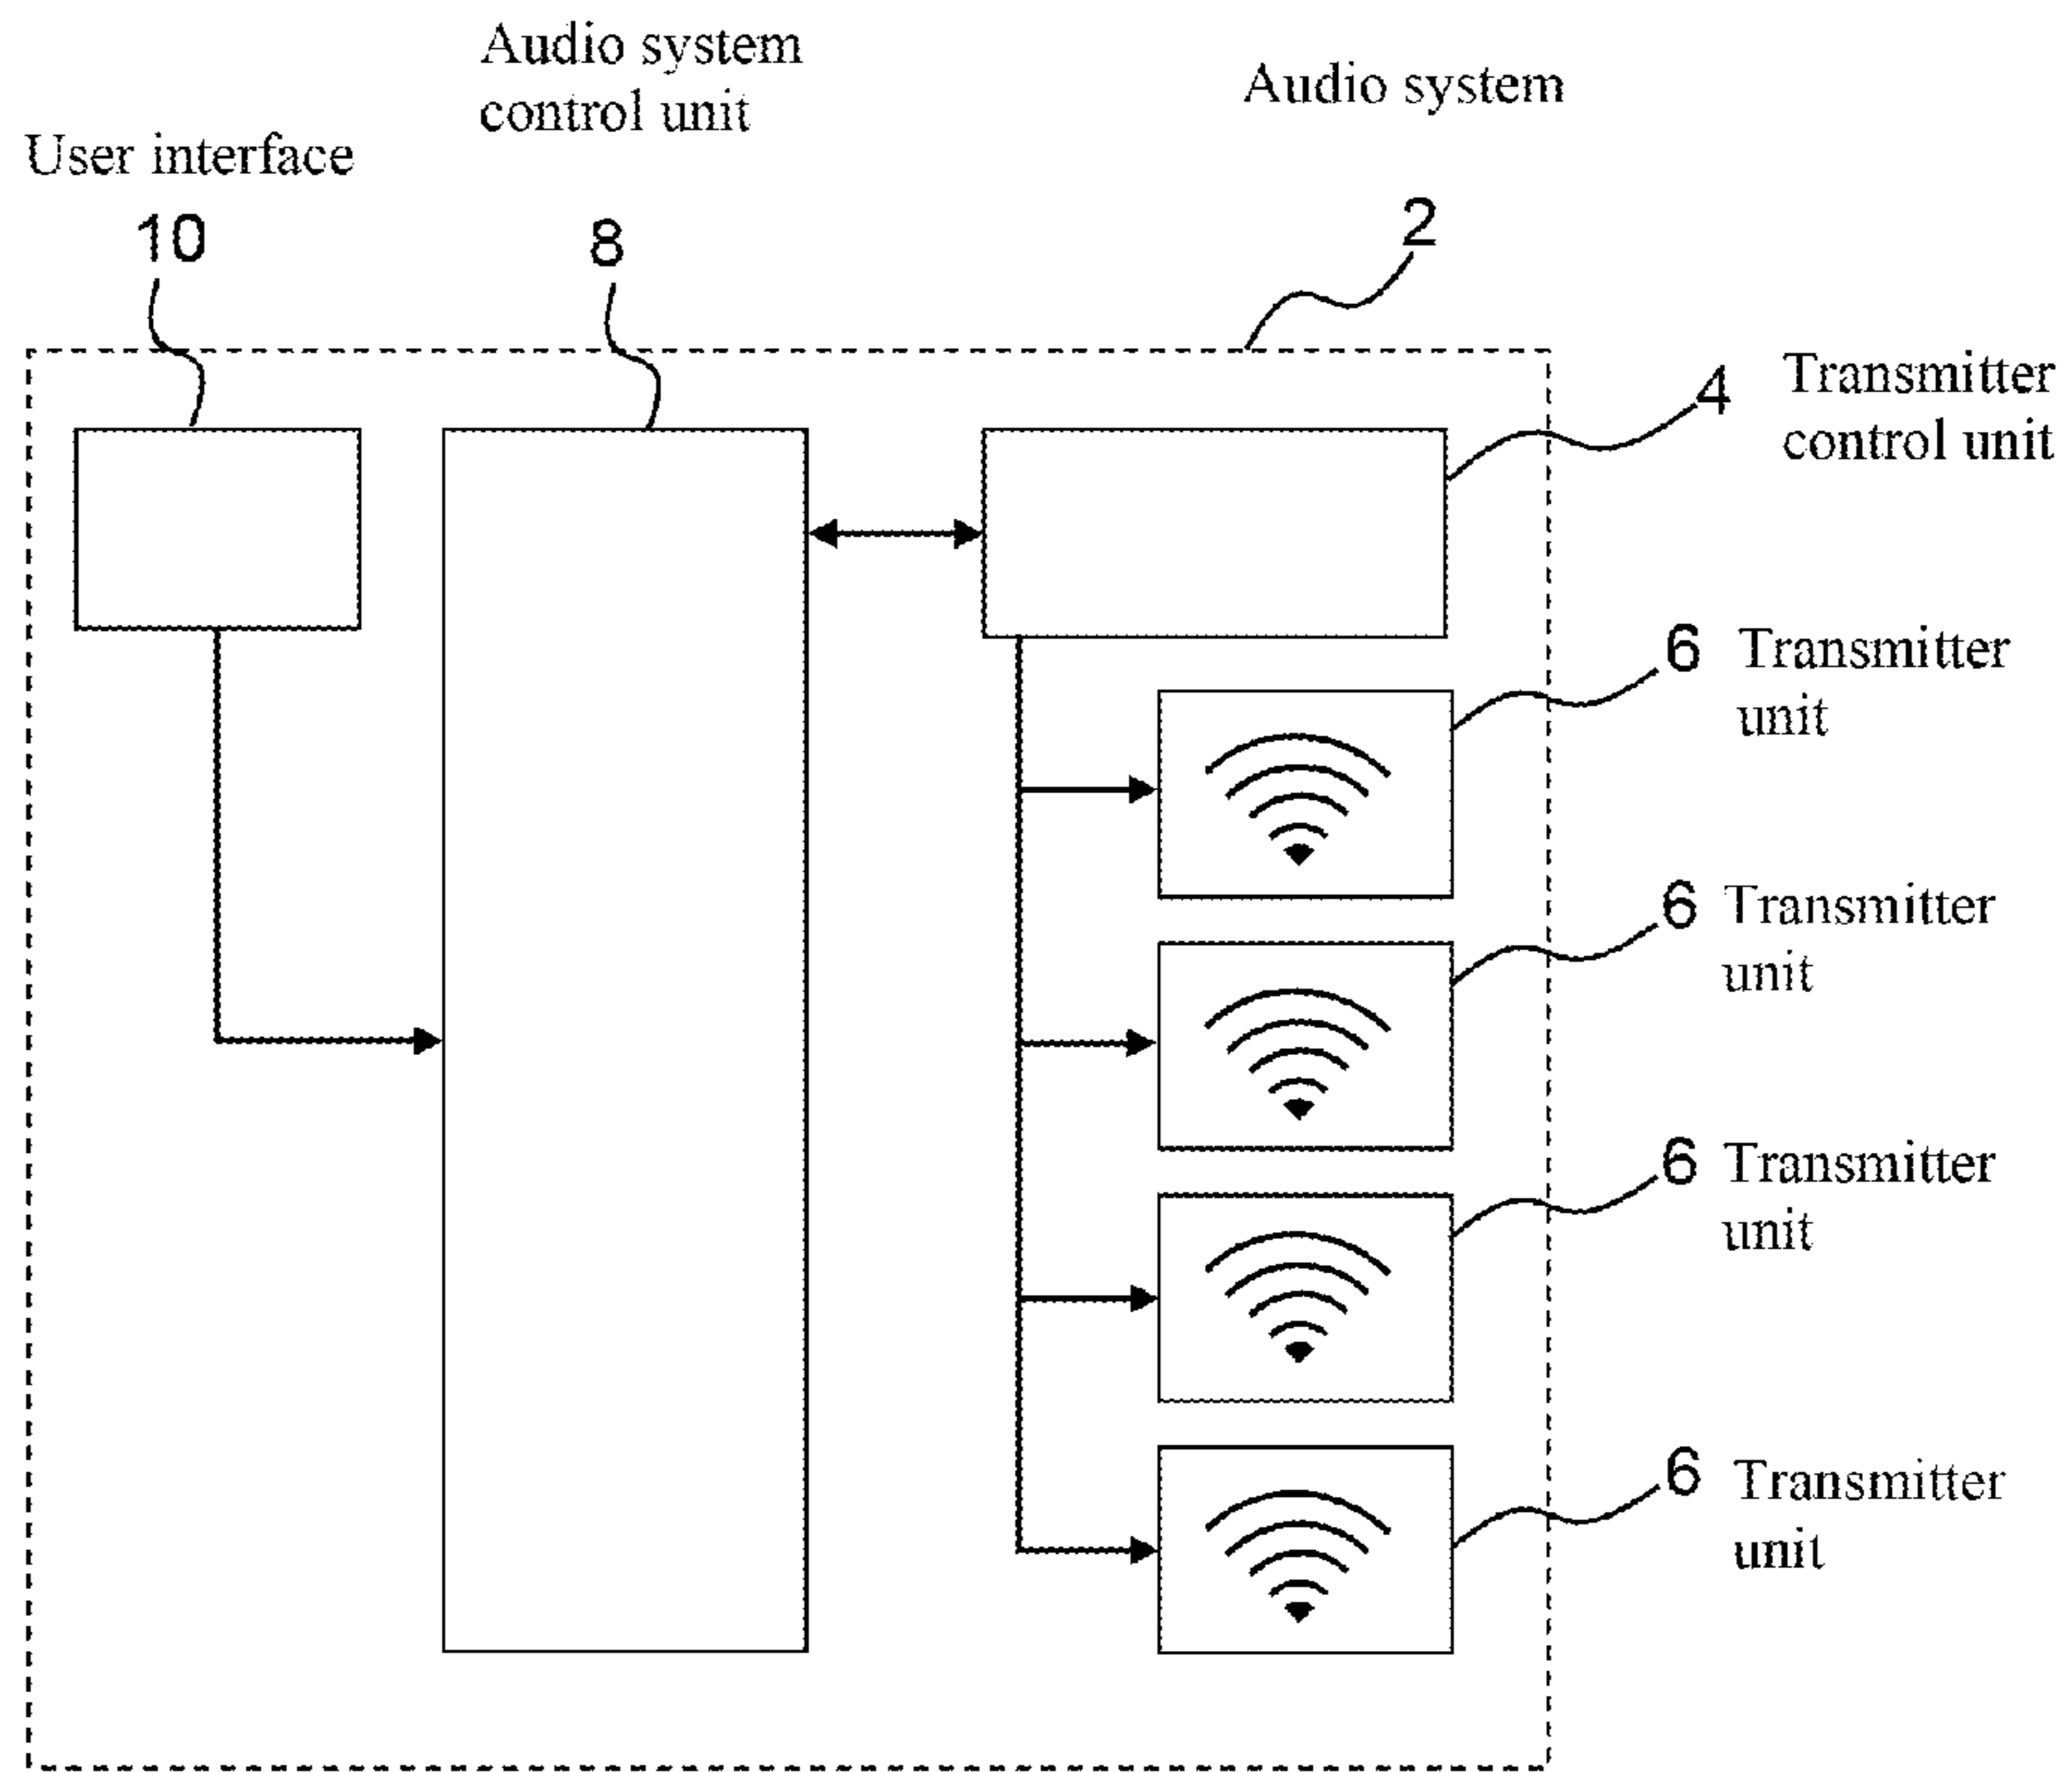 Audio system
control unit
Audio system
User interface
10
8
2
4
Transmitter
control unit
6 Transmitter
unit
6 Transmitter
unit
6 Transmitter
unit
6 Transmitter
unit